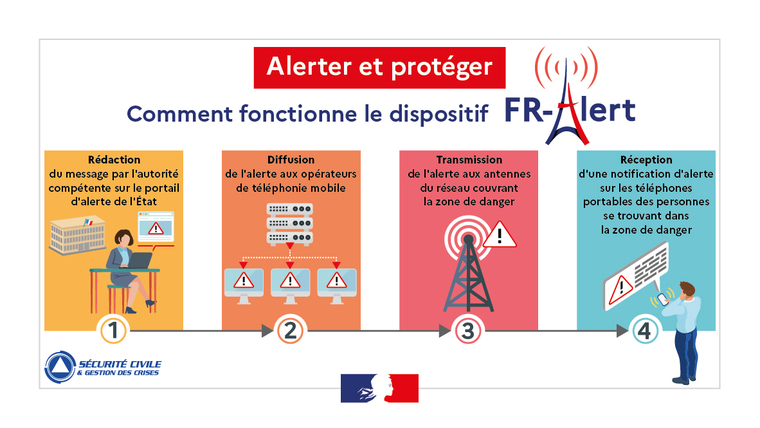 Alerter et protéger
Comment fonctionne le dispositif FR-Alert
Rédaction
du message par l'autorité
compétente sur le portail
d'alerte de l'État
1
Diffusion
de l'alerte aux opérateurs
de téléphonie mobile
2
Transmission
de l'alerte aux antennes
du réseau couvrant
la zone de danger
3
Réception
d'une notification d'alerte
sur les téléphones
portables des personnes
se trouvant dans
la zone de danger
4
SÉCURITÉ CIVILE
& GESTION DES CRISES